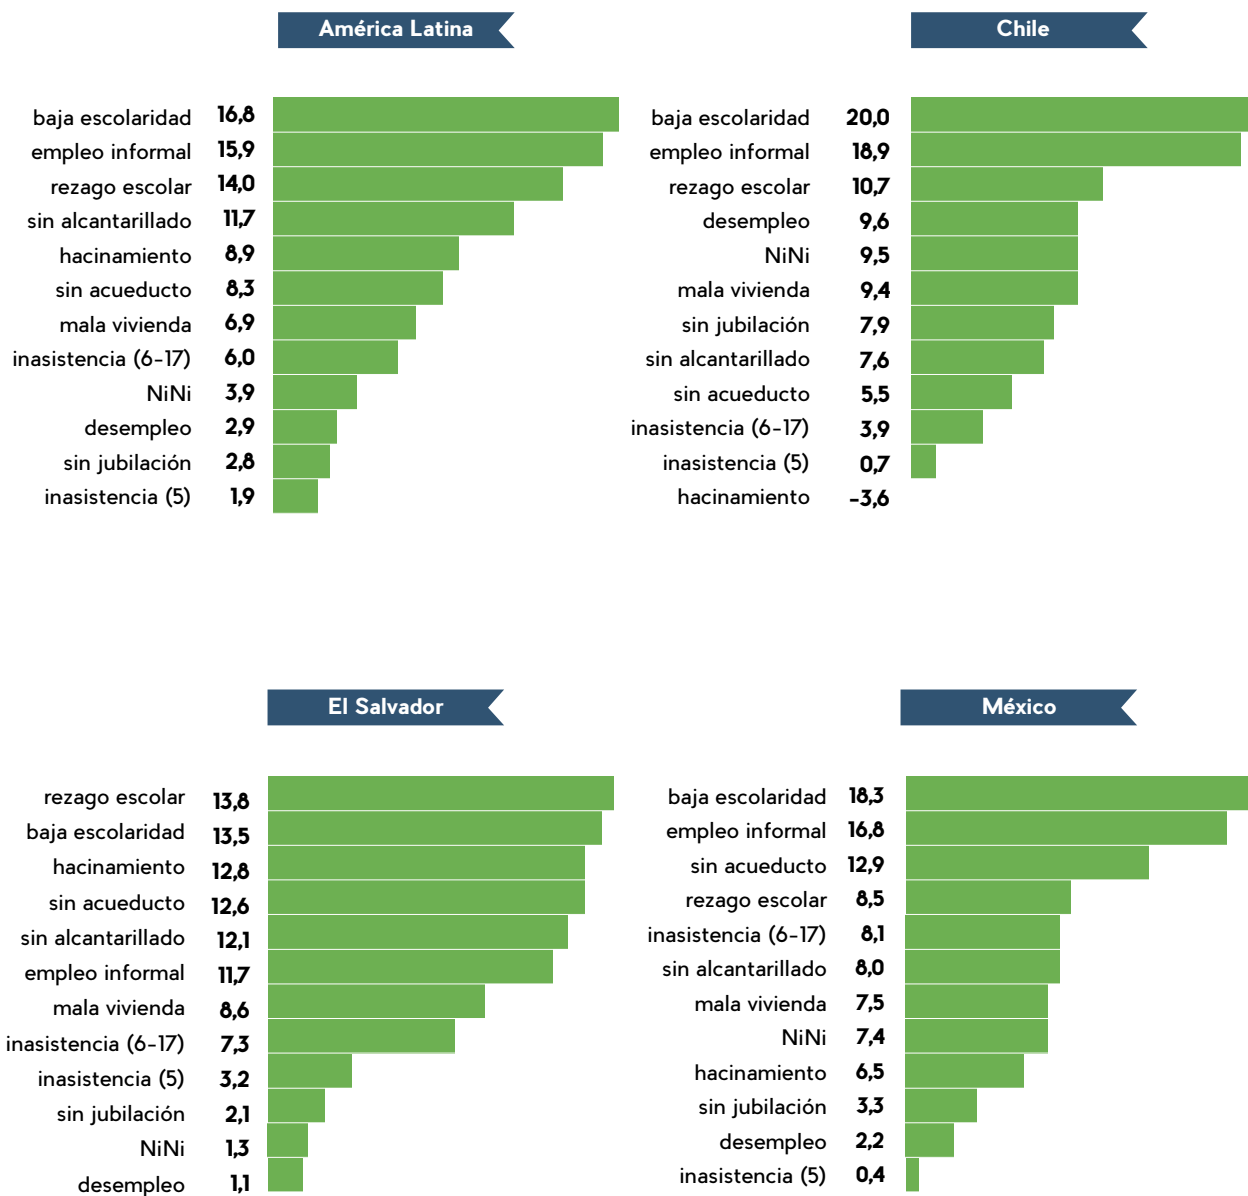 América Latina
baja escolaridad 16,8
empleo informal 15,9
rezago escolar 14,0
sin alcantarillado 11,7
hacinamiento 8,9
sin acueducto 8,3
mala vivienda 6,9
inasistencia (6-17) 6,0
NiNi 3,9
desempleo 2,9
sin jubilación 2,8
inasistencia (5) 1,9
Chile
baja escolaridad 20,0
empleo informal 18,9
rezago escolar 10,7
desempleo 9,6
NiNi 9,5
mala vivienda 9,4
sin jubilación 7,9
sin alcantarillado 7,6
sin acueducto 5,5
inasistencia (6-17) 3,9
inasistencia (5) 0,7
hacinamiento -3,6
El Salvador
rezago escolar 13,8
baja escolaridad 13,5
hacinamiento 12,8
sin acueducto 12,6
sin alcantarillado 12,1
empleo informal 11,7
mala vivienda 8,6
inasistencia (6-17) 7,3
inasistencia (5) 3,2
sin jubilación 2,1
NiNi 1,3
desempleo 1,1
México
baja escolaridad 18,3
empleo informal 16,8
sin acueducto 12,9
rezago escolar 8,5
inasistencia (6-17) 8,1
sin alcantarillado 8,0
mala vivienda 7,5
NiNi 7,4
hacinamiento 6,5
sin jubilación 3,3
desempleo 2,2
inasistencia (5) 0,4